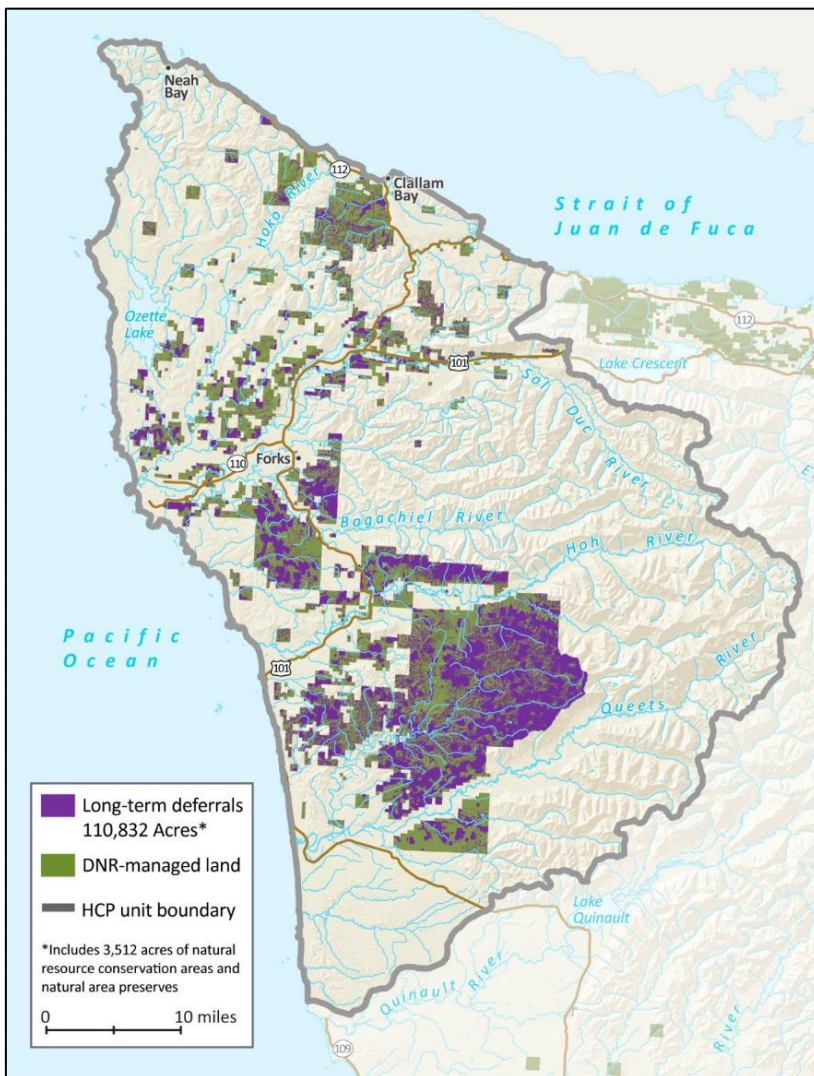 Neah
Bay
112
Clallam
Bay
Hoko River
Strait of
Juan de Fuca
Ozette
Lake
112
Lake Crescent
101
Sol Duc River
110
Forks
Bogachiel River
Hoh River
Pacific
Ocean
101
Queets River
Long-term deferrals
110,832 Acres*
DNR-managed land
HCP unit boundary
*Includes 3,512 acres of natural
resource conservation areas and
natural area preserves
0 10 miles
Lake
Quinault
Quinault River
River
109